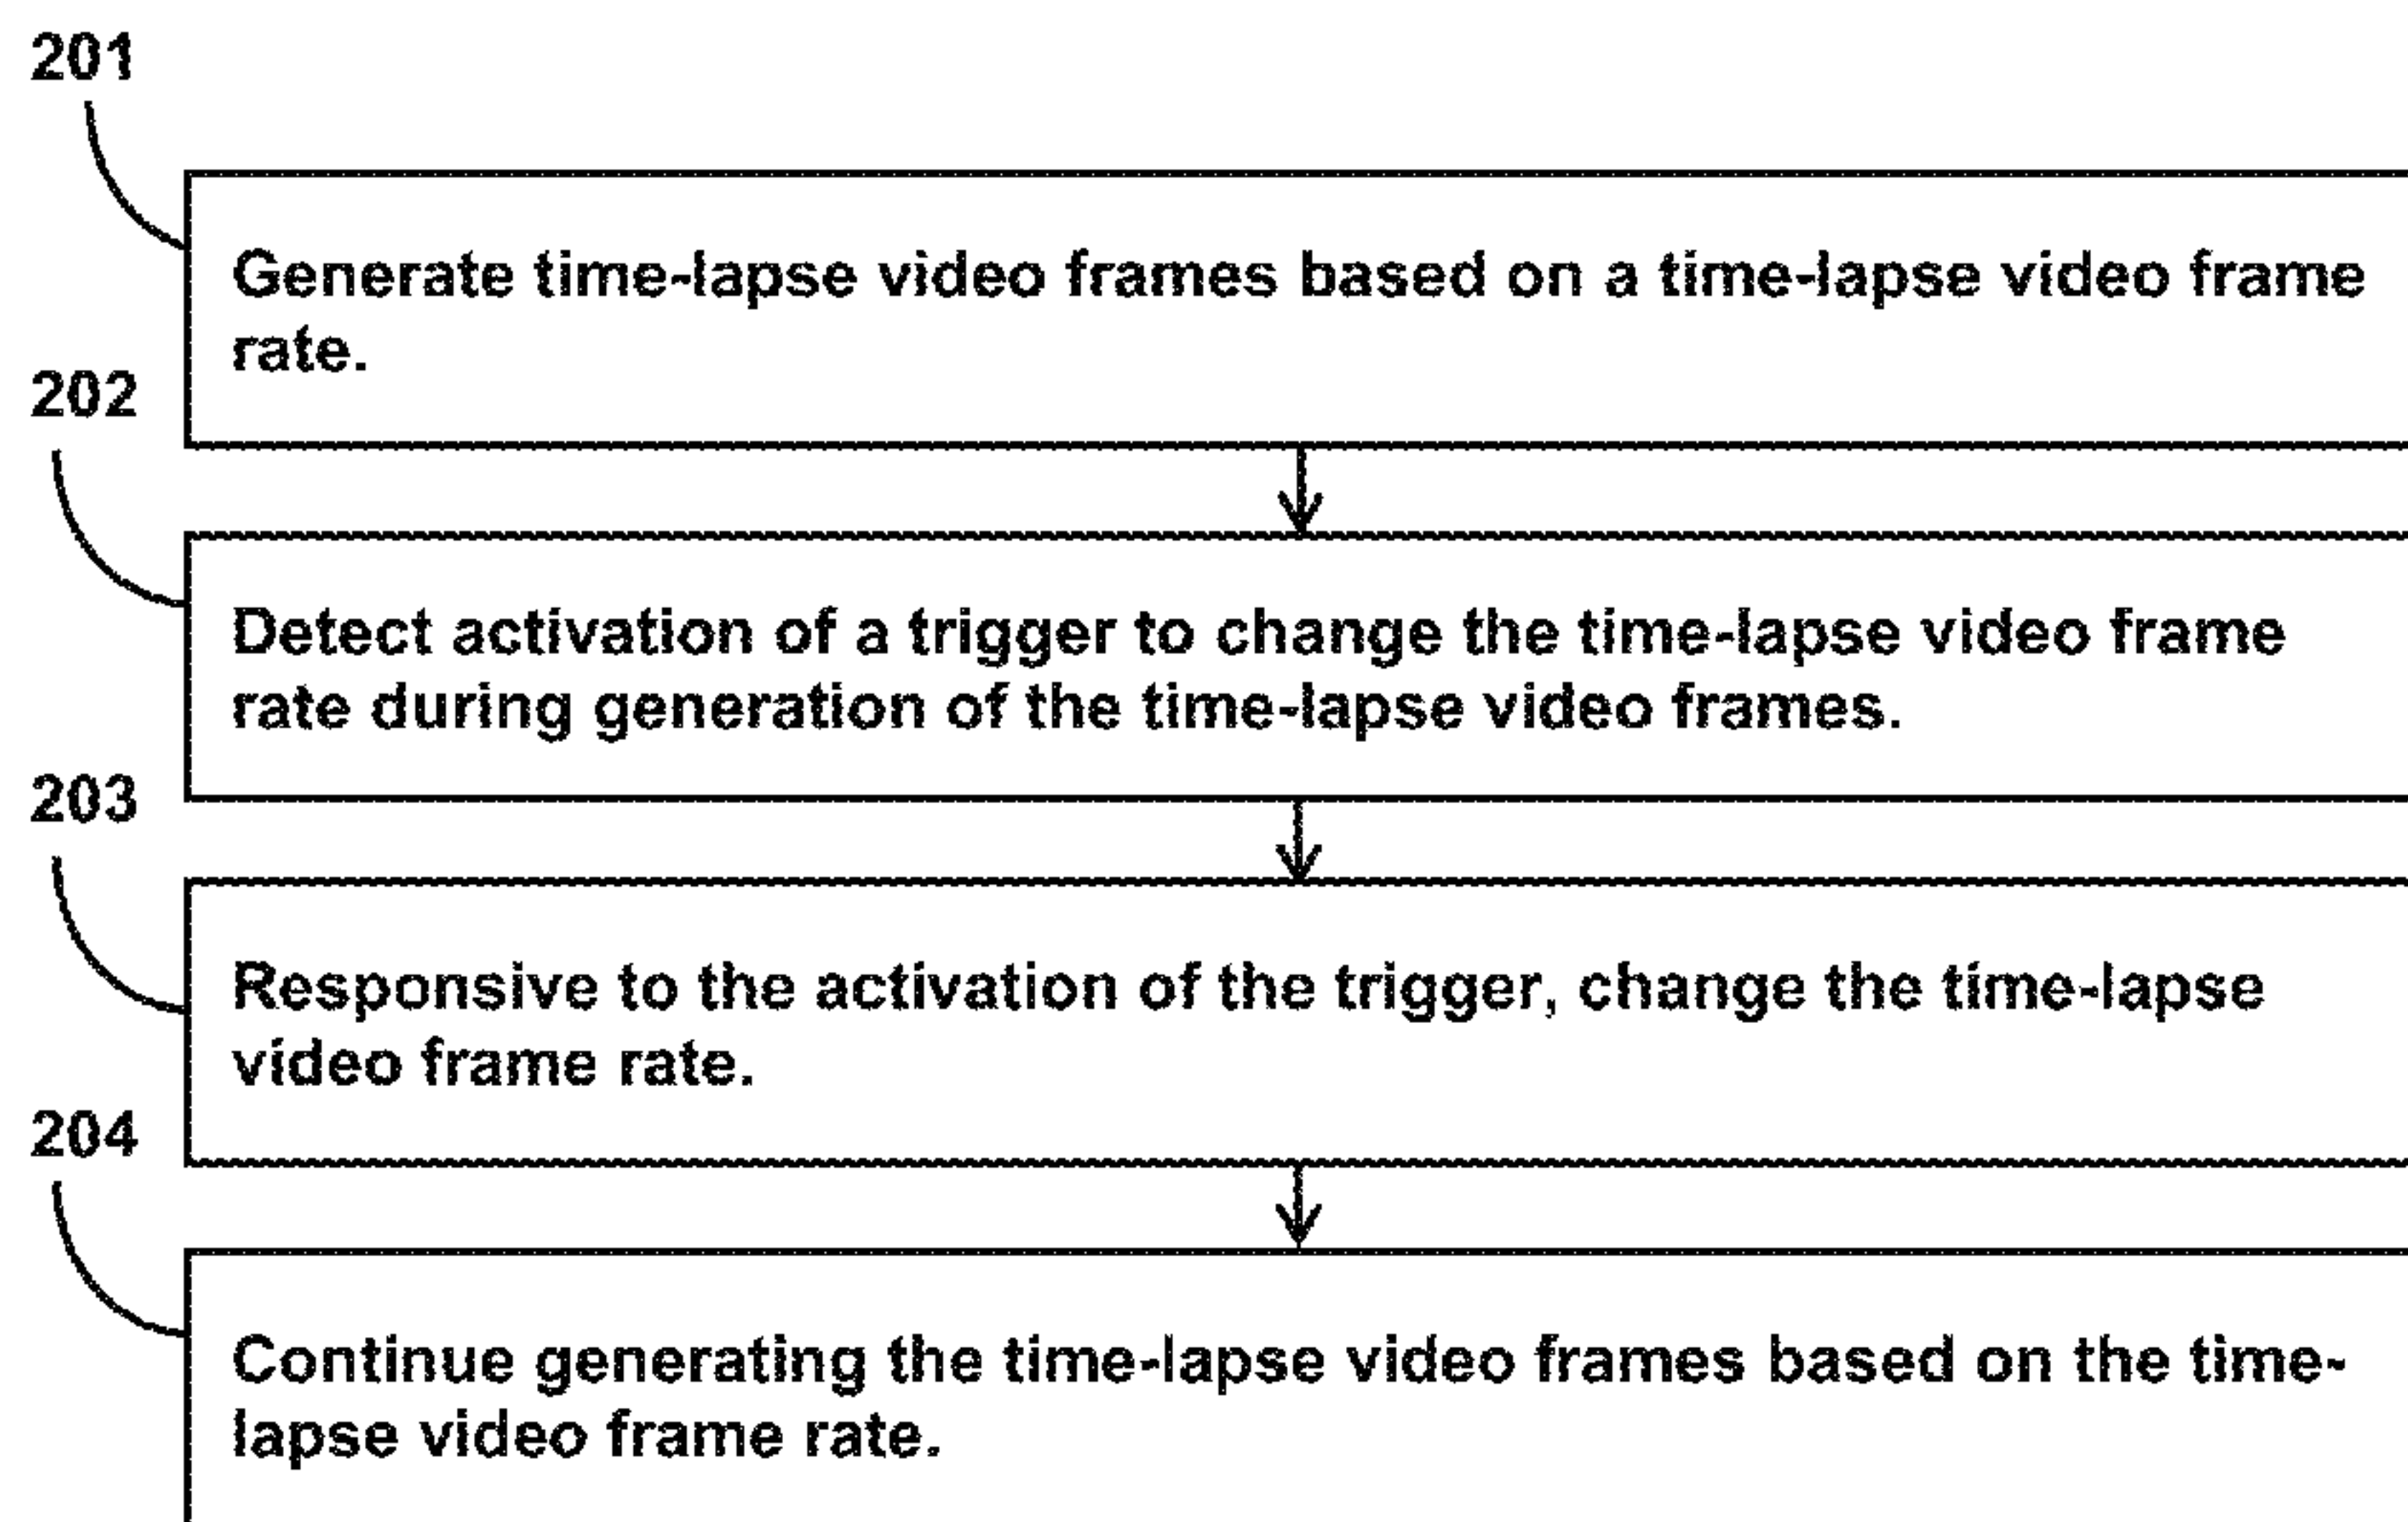 201
Generate time-lapse video frames based on a time-lapse video frame
rate.
202
Detect activation of a trigger to change the time-lapse video frame
rate during generation of the time-lapse video frames.
203
Responsive to the activation of the trigger, change the time-lapse
video frame rate.
204
Continue generating the time-lapse video frames based on the time-
lapse video frame rate.